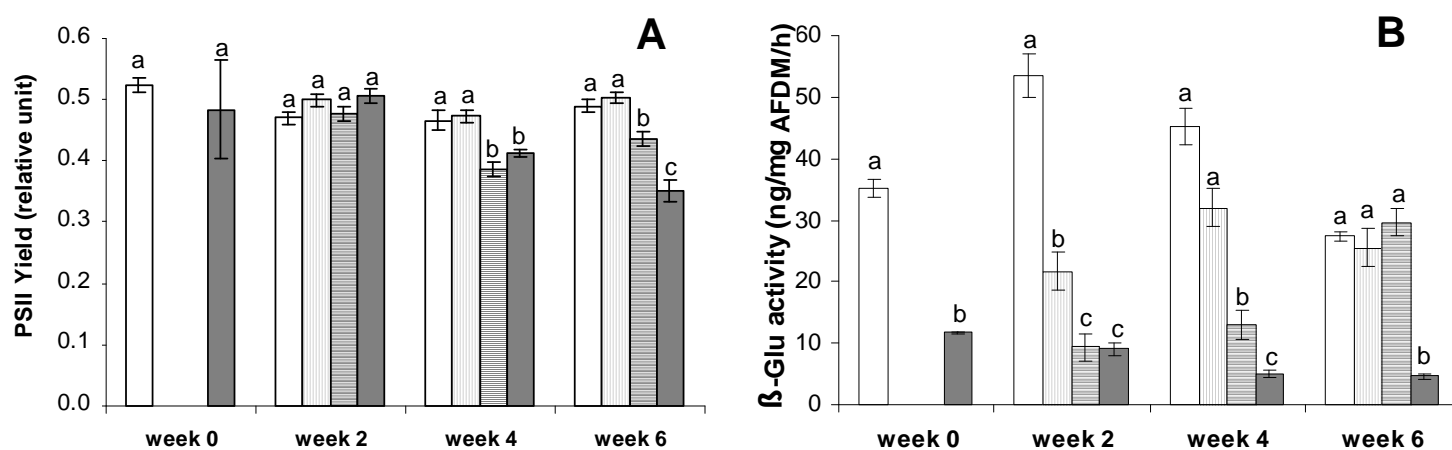 A
PSII Yield (relative unit)
0.6
0.5
0.4
0.3
0.2
0.1
0.0
a
a
a
a
a
a
a
a
b
b
a
a
b
c
week 0
week 2
week 4
week 6
B
ß-Glu activity (ng/mg AFDM/h)
60
50
40
30
20
10
0
a
b
a
b
c
c
a
a
b
c
a
a
a
b
week 0
week 2
week 4
week 6